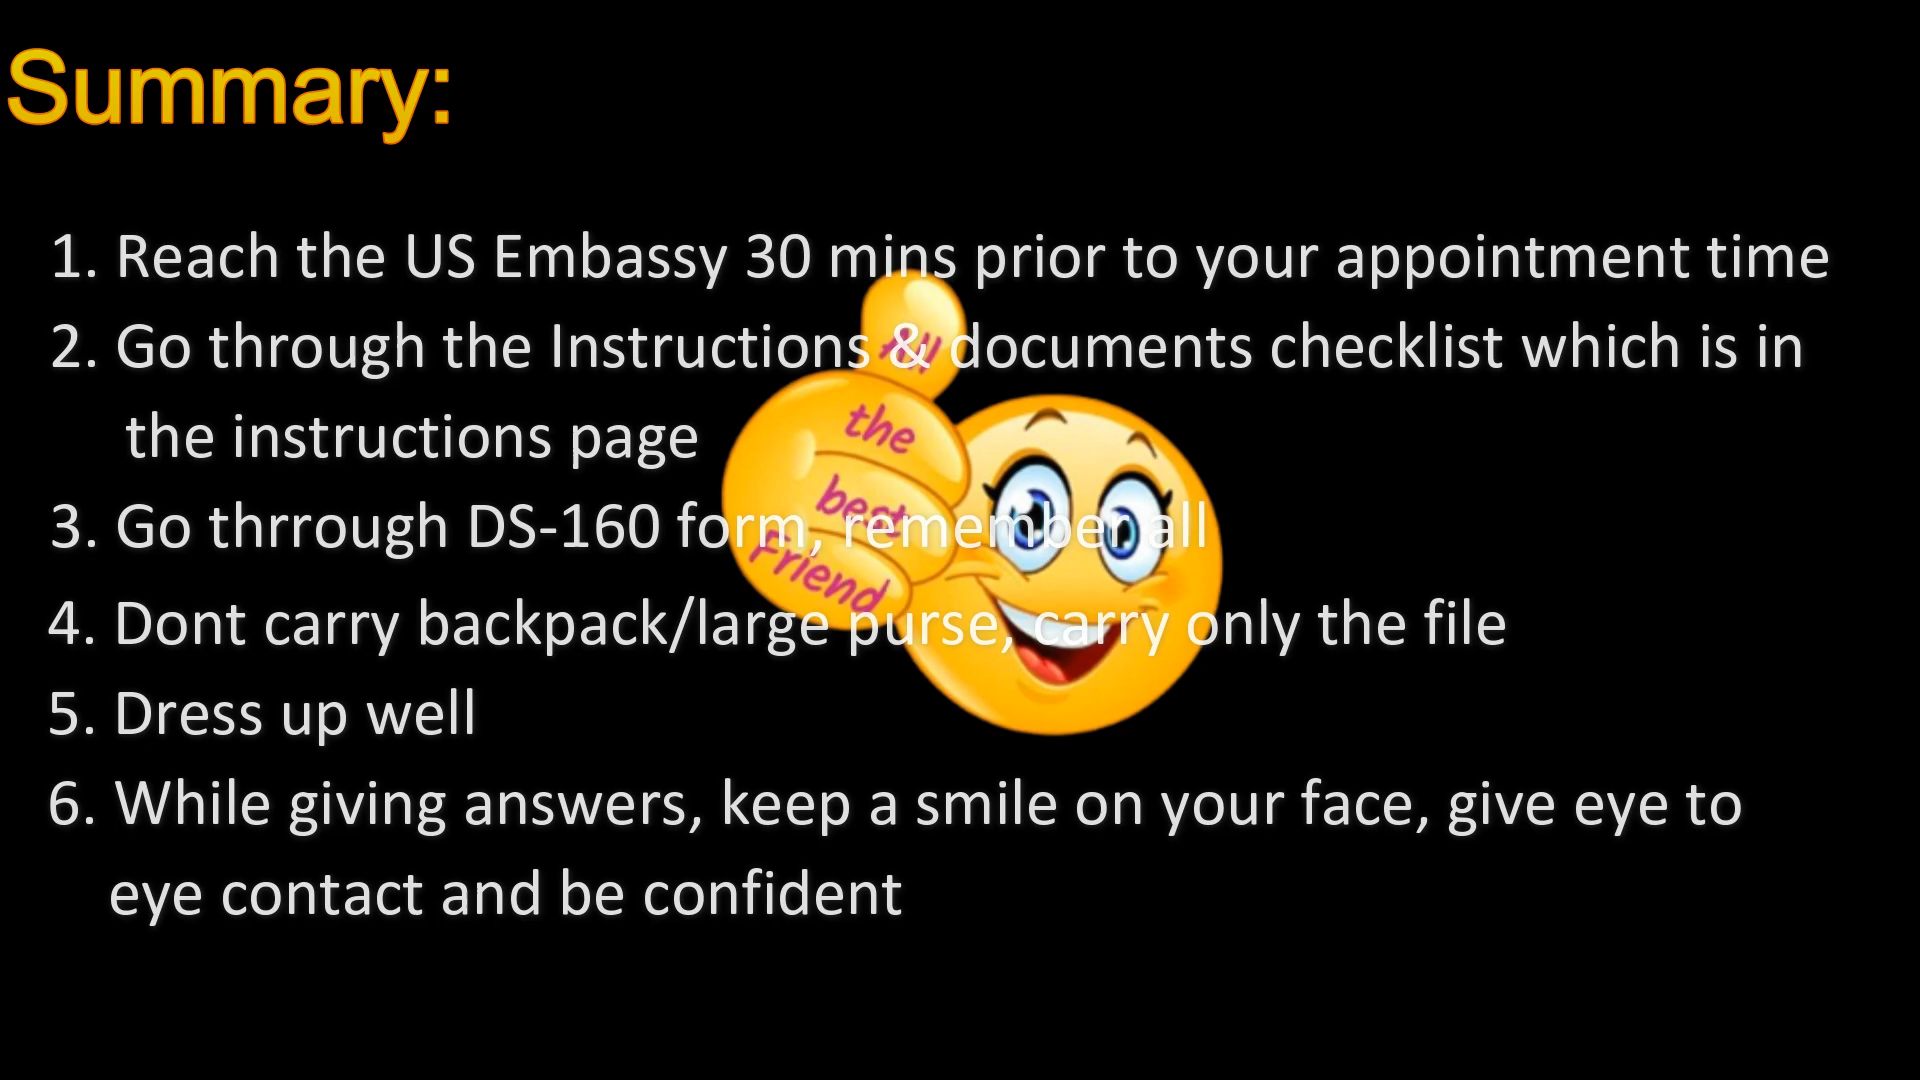 Summary:
1. Reach the US Embassy 30 mins prior to your appointment time
2. Go through the Instructions & documents checklist which is in
the instructions page
3. Go thrrough DS-160 form, remember all
4. Dont carry backpack/large purse, carry only the file
5. Dress up well
6. While giving answers, keep a smile on your face, give eye to
eye contact and be confident
All
the
best
Friend